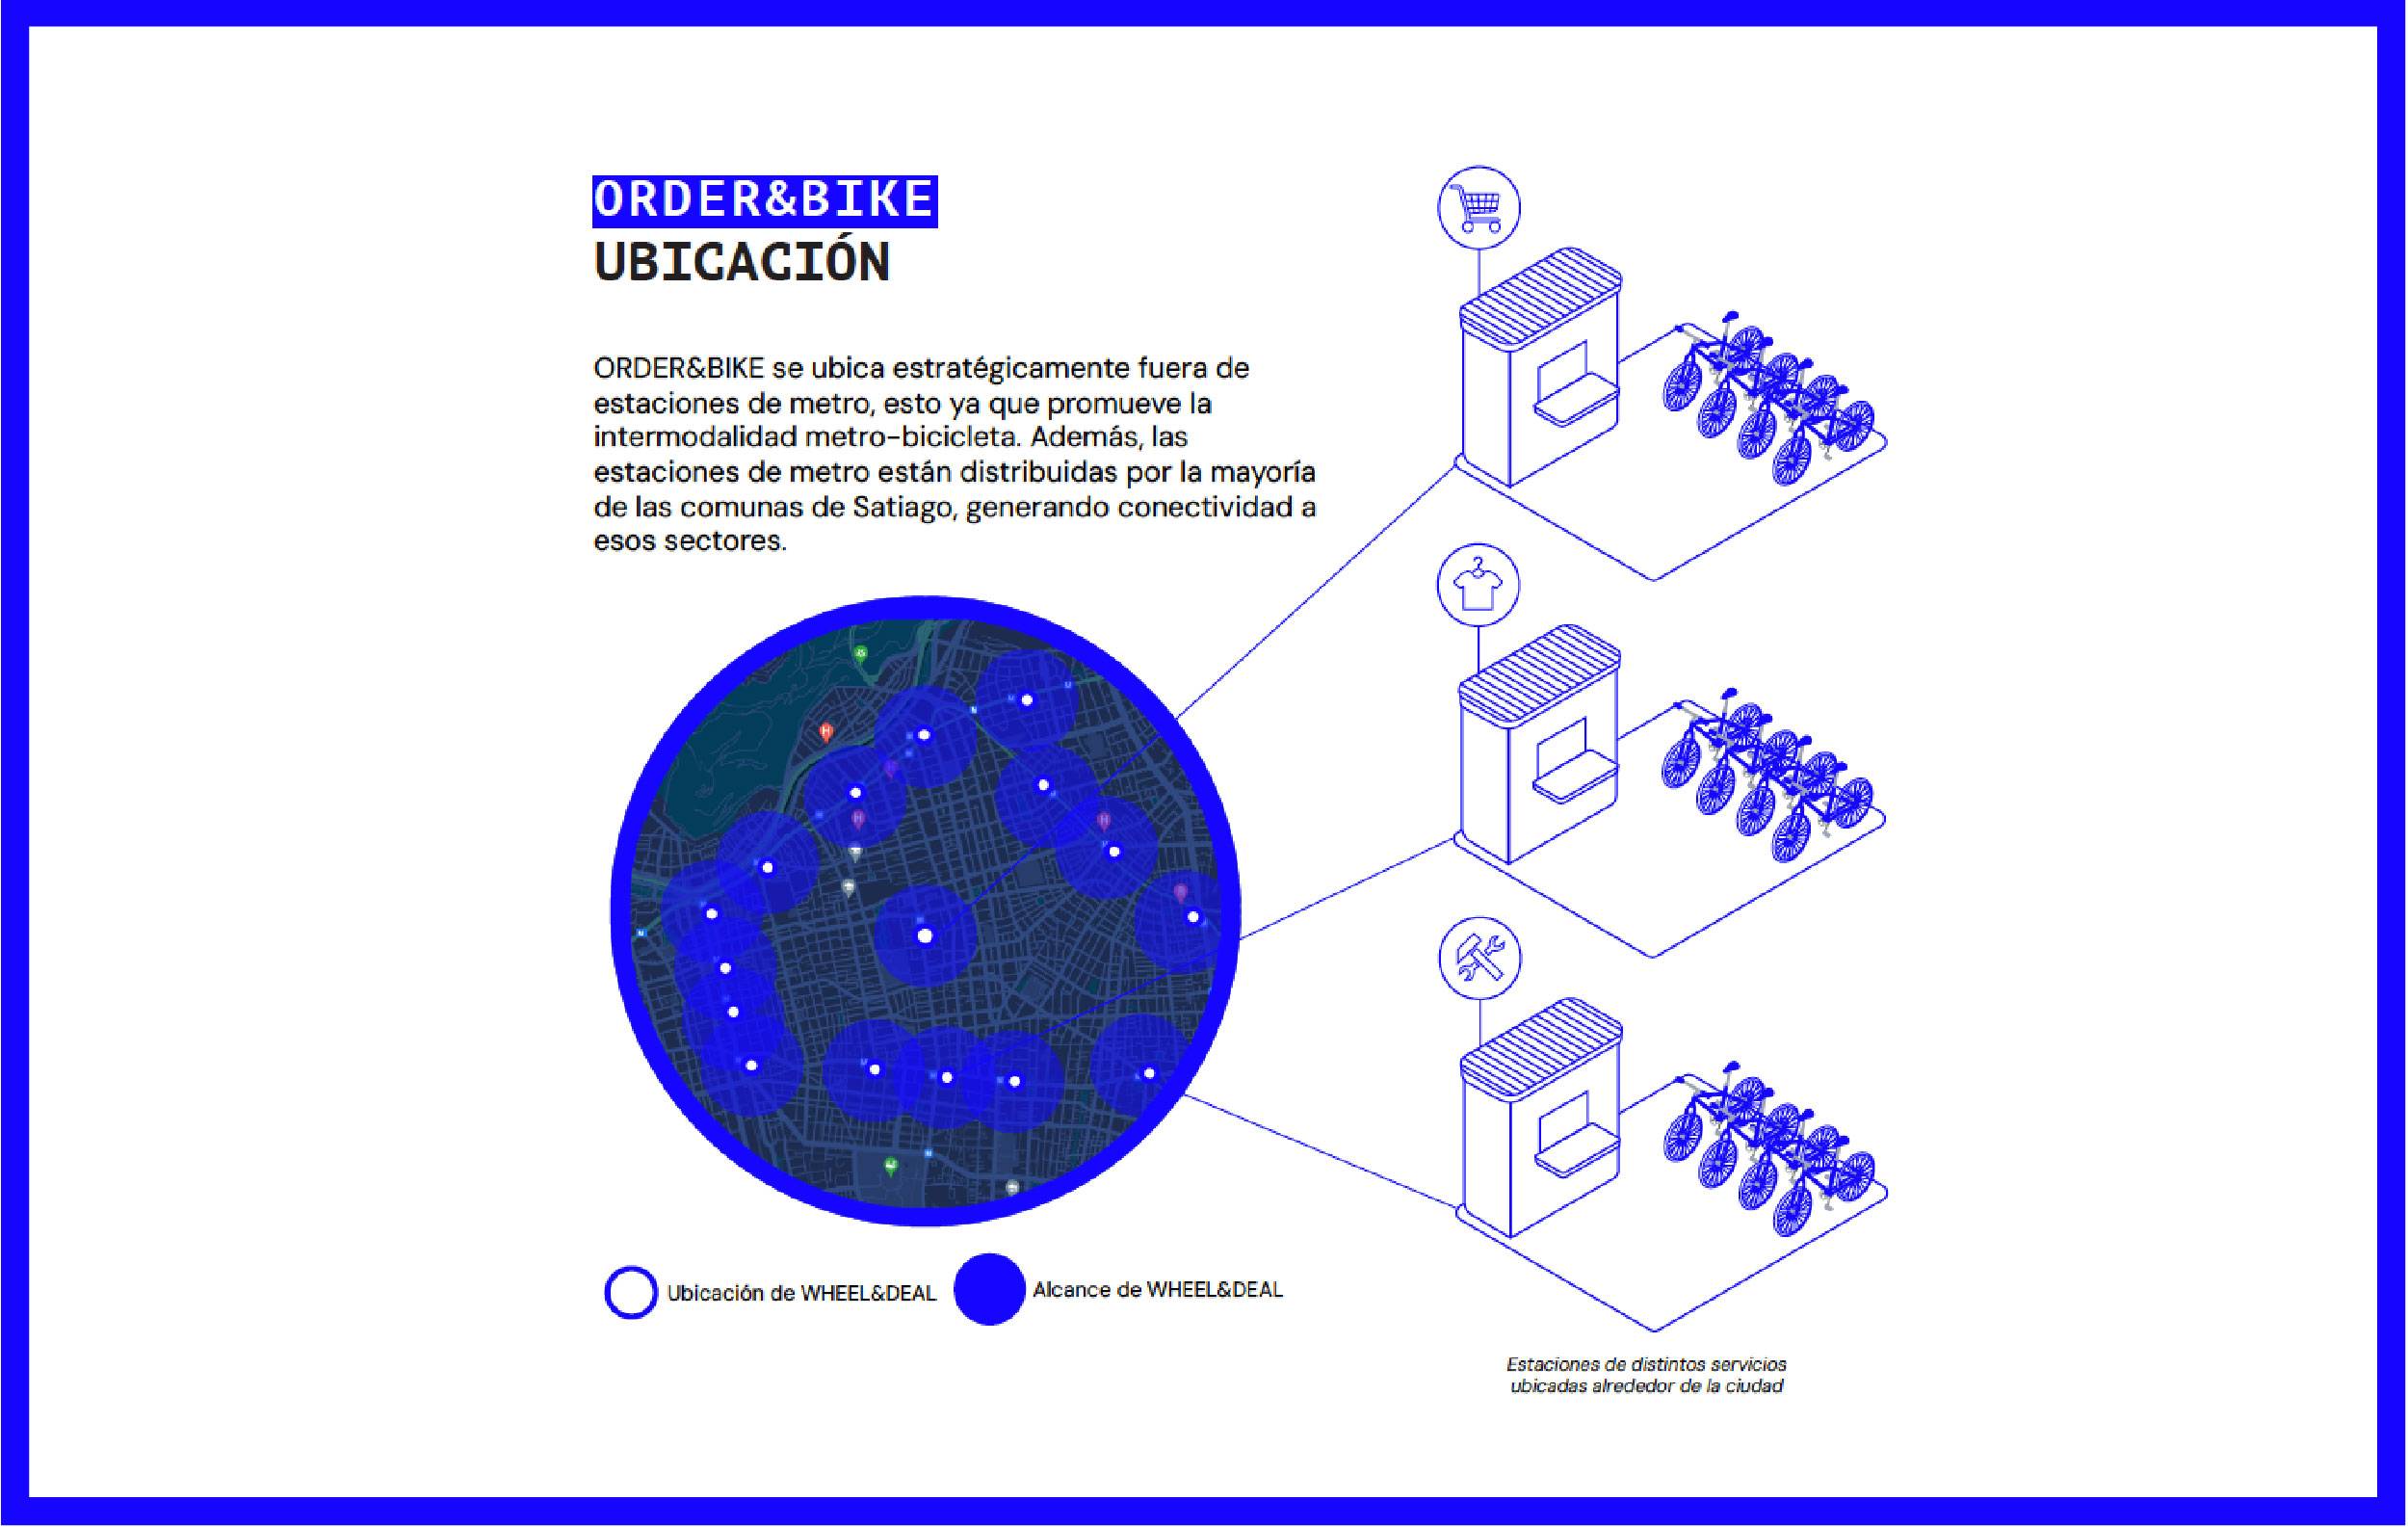 ORDER&BIKE
UBICACIÓN
ORDER&BIKE se ubica estratégicamente fuera de
estaciones de metro, esto ya que promueve la
intermodalidad metro-bicicleta. Además, las
estaciones de metro están distribuidas por la mayoría
de las comunas de Satiago, generando conectividad a
esos sectores.
Ubicación de WHEEL&DEAL
Alcance de WHEEL&DEAL
Estaciones de distintos servicios
ubicadas alrededor de la ciudad